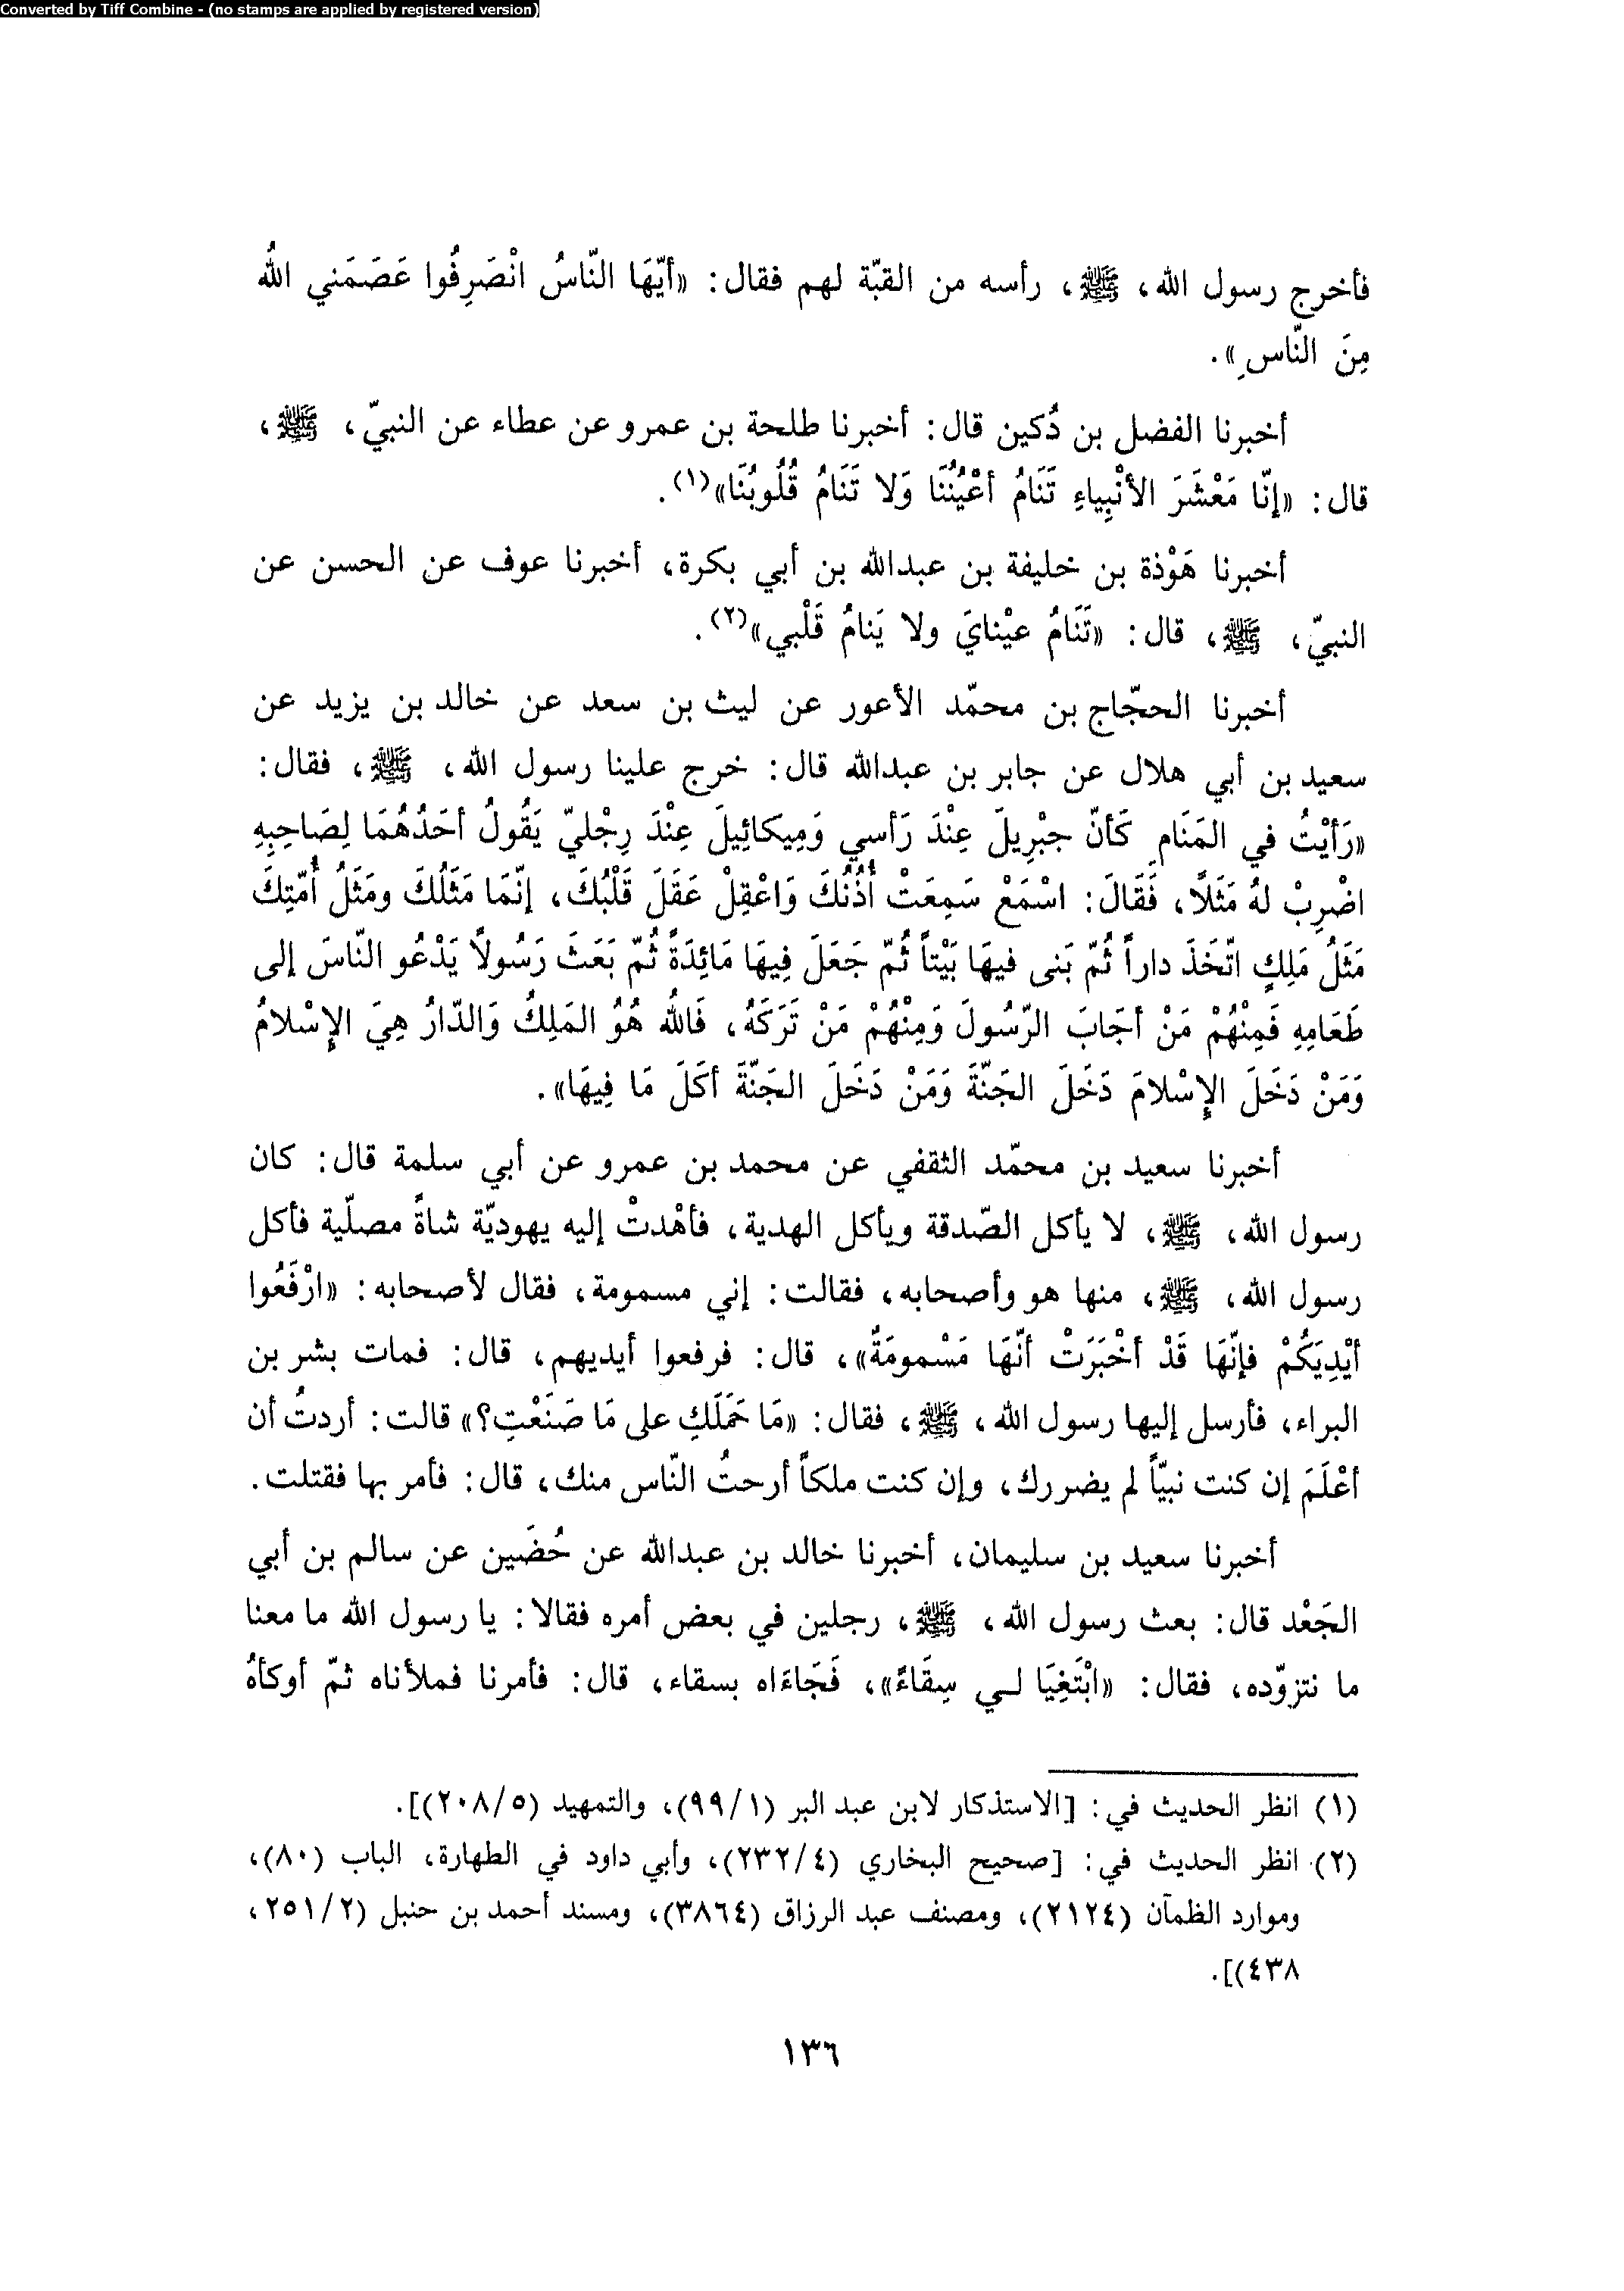 Converted by Tiff Combine - (no stamps are applied by registered version)
فأخرج رسول الله، ﷺ، رأسه من القبّة لهم فقال: «أيّهَا النّاسُ انْصَرِفُوا عَصَمَني اللهُ
مِنَ النّاسِ».
أخبرنا الفضل بن دُكين قال: أخبرنا طلحة بن عمرو عن عطاء عن النبيّ، ﷺ،
قال: «إنّا مَعْشَرَ الأنْبِياءِ تَنَامُ أعْيُنُنَا وَلا تَنَامُ قُلُوبُنَا»(١).
أخبرنا هَوْذة بن خليفة بن عبدالله بن أبي بكرة، أخبرنا عوف عن الحسن عن
النبيّ، ﷺ، قال: «تَنَامُ عيْنايَ ولا يَنامُ قَلْبي»(٢).
أخبرنا الحجّاج بن محمّد الأعور عن ليث بن سعد عن خالد بن يزيد عن
سعيد بن أبي هلال عن جابر بن عبدالله قال: خرج علينا رسول الله، ﷺ، فقال:
«رَأيْتُ في المَنَامِ كَأنّ جبْرِيلَ عِنْدَ رَأسي وَمِيكائِيلَ عِنْدَ رِجْليّ يَقُولُ أحَدُهُمَا لِصَاحِبِهِ
اضْرِبْ لهُ مَثَلًا، فَقَالَ: اسْمَعْ سَمِعَتْ أُذُنُكَ وَاعْقِلْ عَقَلَ قَلْبُكَ، إنّمَا مَثَلُكَ ومَثَلُ أُمّتِكَ
مَثَلُ مَلِكٍ اتّخَذَ داراً ثُمّ بَنى فيهَا بَيْتاً ثُمّ جَعَلَ فِيهَا مَائِدَةً ثُمّ بَعَثَ رَسُولاً يَدْعُو النّاسَ إلى
طَعَامِهِ فَمِنْهُمْ مَنْ أجَابَ الرّسُولَ وَمِنْهُمْ مَنْ تَرَكَهُ، فَاللهُ هُوَ المَلِكُ وَالدّارُ هِيَ الإسْلامُ
وَمَنْ دَخَلَ الإسْلامَ دَخَلَ الجَنّةَ وَمَنْ دَخَلَ الجَنّةَ أكَلَ مَا فِيهَا».
أخبرنا سعيد بن محمّد الثقفي عن محمد بن عمرو عن أبي سلمة قال: كان
رسول الله، ﷺ، لا يأكل الصّدقة ويأكل الهدية، فأهْدتْ إليه يهوديّة شاةً مصلّية فأكل
رسول الله، ﷺ، منها هو وأصحابه، فقالت: إني مسمومة، فقال لأصحابه: «ارْفَعُوا
أيْدِيَكُمْ فإنّهَا قَدْ أخْبَرَتْ أنّهَا مَسْمومَةٌ»، قال: فرفعوا أيديهم، قال: فمات بشر بن
البراء، فأرسل إليها رسول الله، ﷺ، فقال: «مَا حَمَلَكِ على مَا صَنَعْتِ؟» قالت: أردتُ أن
أعْلَمَ إن كنت نبيّاً لم يضررك، وإن كنت ملكاً أرحتُ النّاس منك، قال: فأمر بها فقتلت.
أخبرنا سعيد بن سليمان، أخبرنا خالد بن عبدالله عن حُصَين عن سالم بن أبي
الجَعْد قال: بعث رسول الله، ﷺ، رجلين في بعض أمره فقالا: يا رسول الله ما معنا
ما نتزوّده، فقال: «ابْتَغِيَا لـي سِقَاءً»، فَجَاءَاه بسقاء، قال: فأمرنا فملأناه ثمّ أوكأهُ
(١) انظر الحديث في: [الاستذكار لابن عبد البر (٩٩/١)، والتمهيد (٢٠٨/٥)].
(٢) انظر الحديث في: [صحيح البخاري (٢٣٢/٤)، وأبي داود في الطهارة، الباب (٨٠)،
وموارد الظمآن (٢١٢٤)، ومصنف عبد الرزاق (٣٨٦٤)، ومسند أحمد بن حنبل (٢٥١/٢،
٤٣٨)].
١٣٦